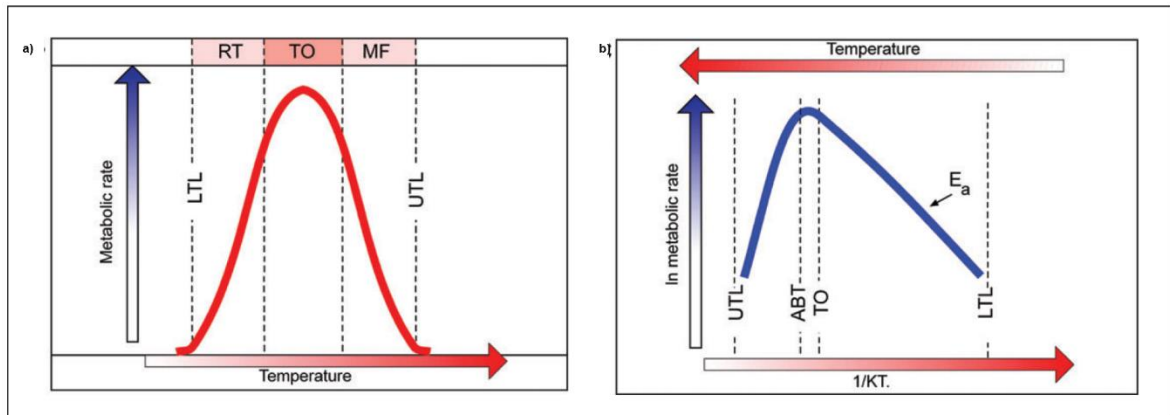 a)
RT TO MF
Metabolic rate
LTL
UTL
Temperature
b)
Temperature
ln metabolic rate
Ea
UTL
ABT
TO
LTL
1/KT.